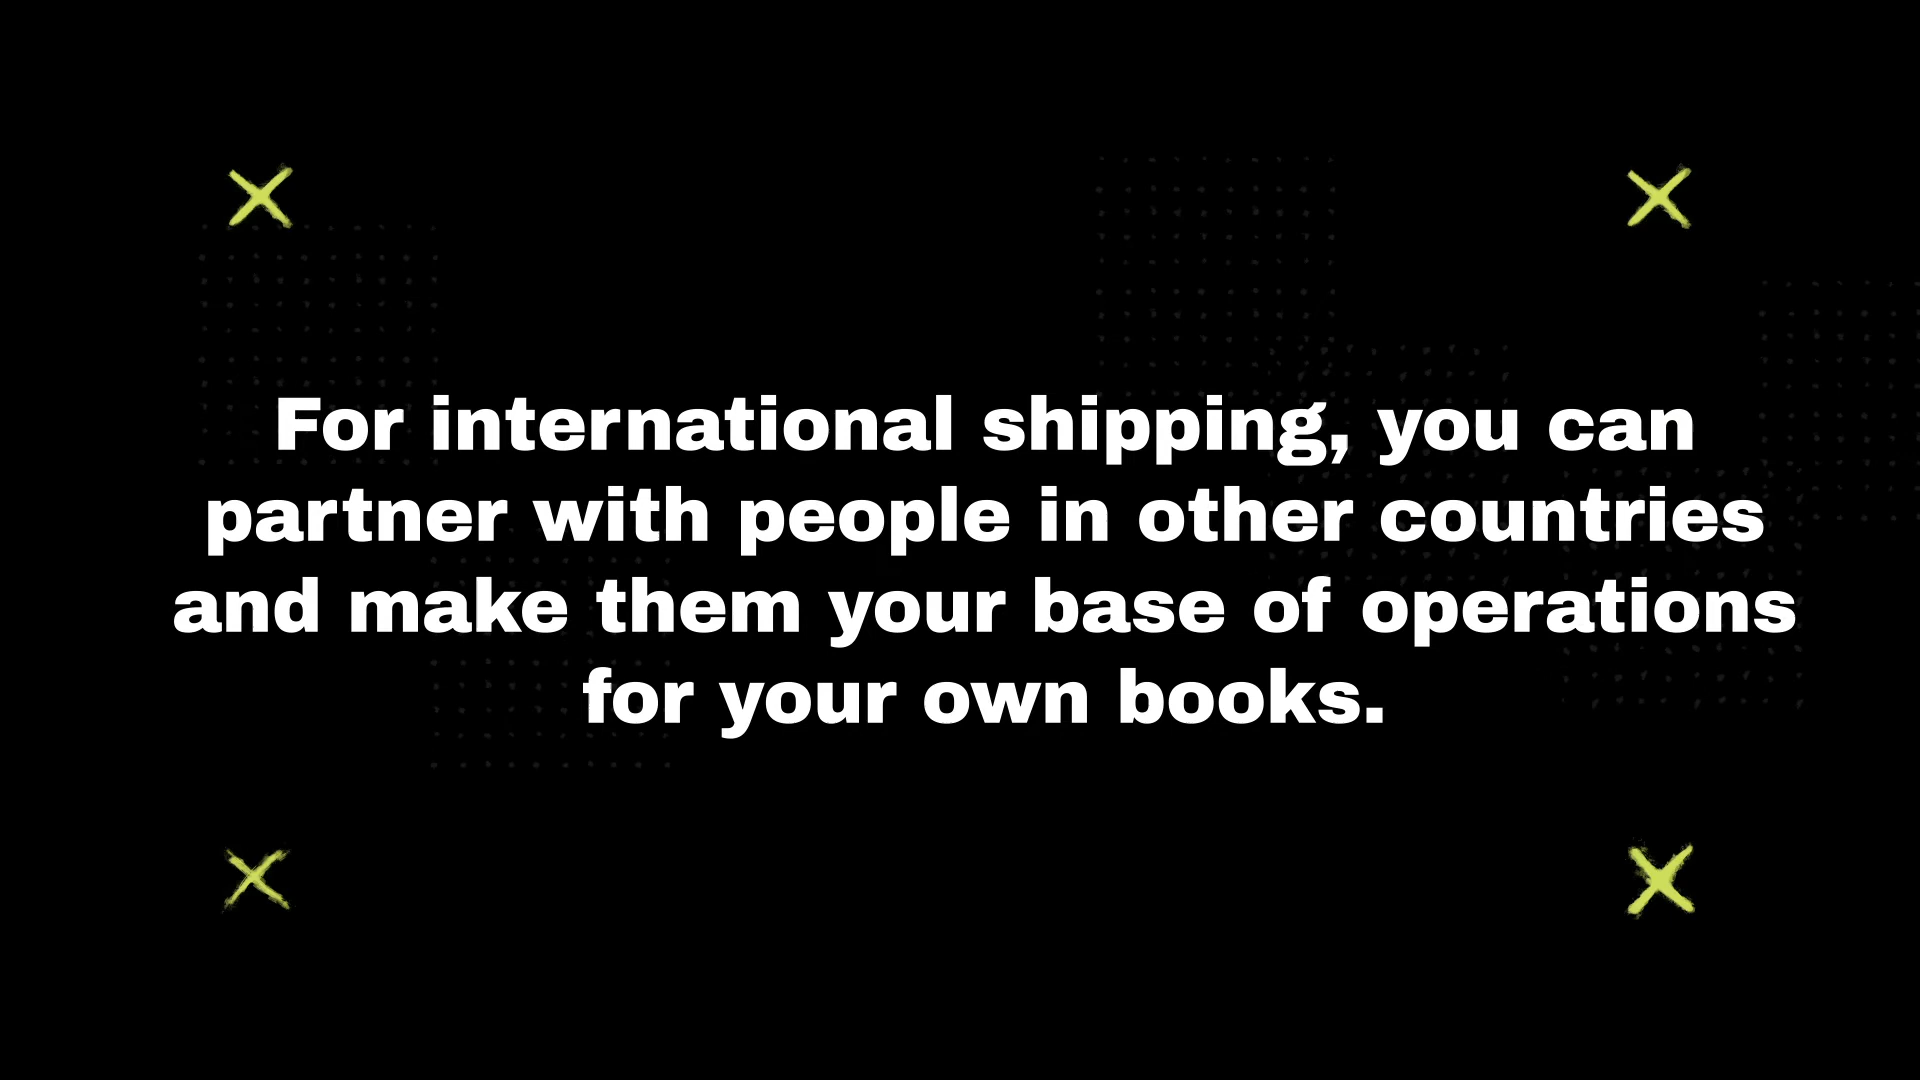 For international shipping, you can
partner with people in other countries
and make them your base of operations
for your own books.